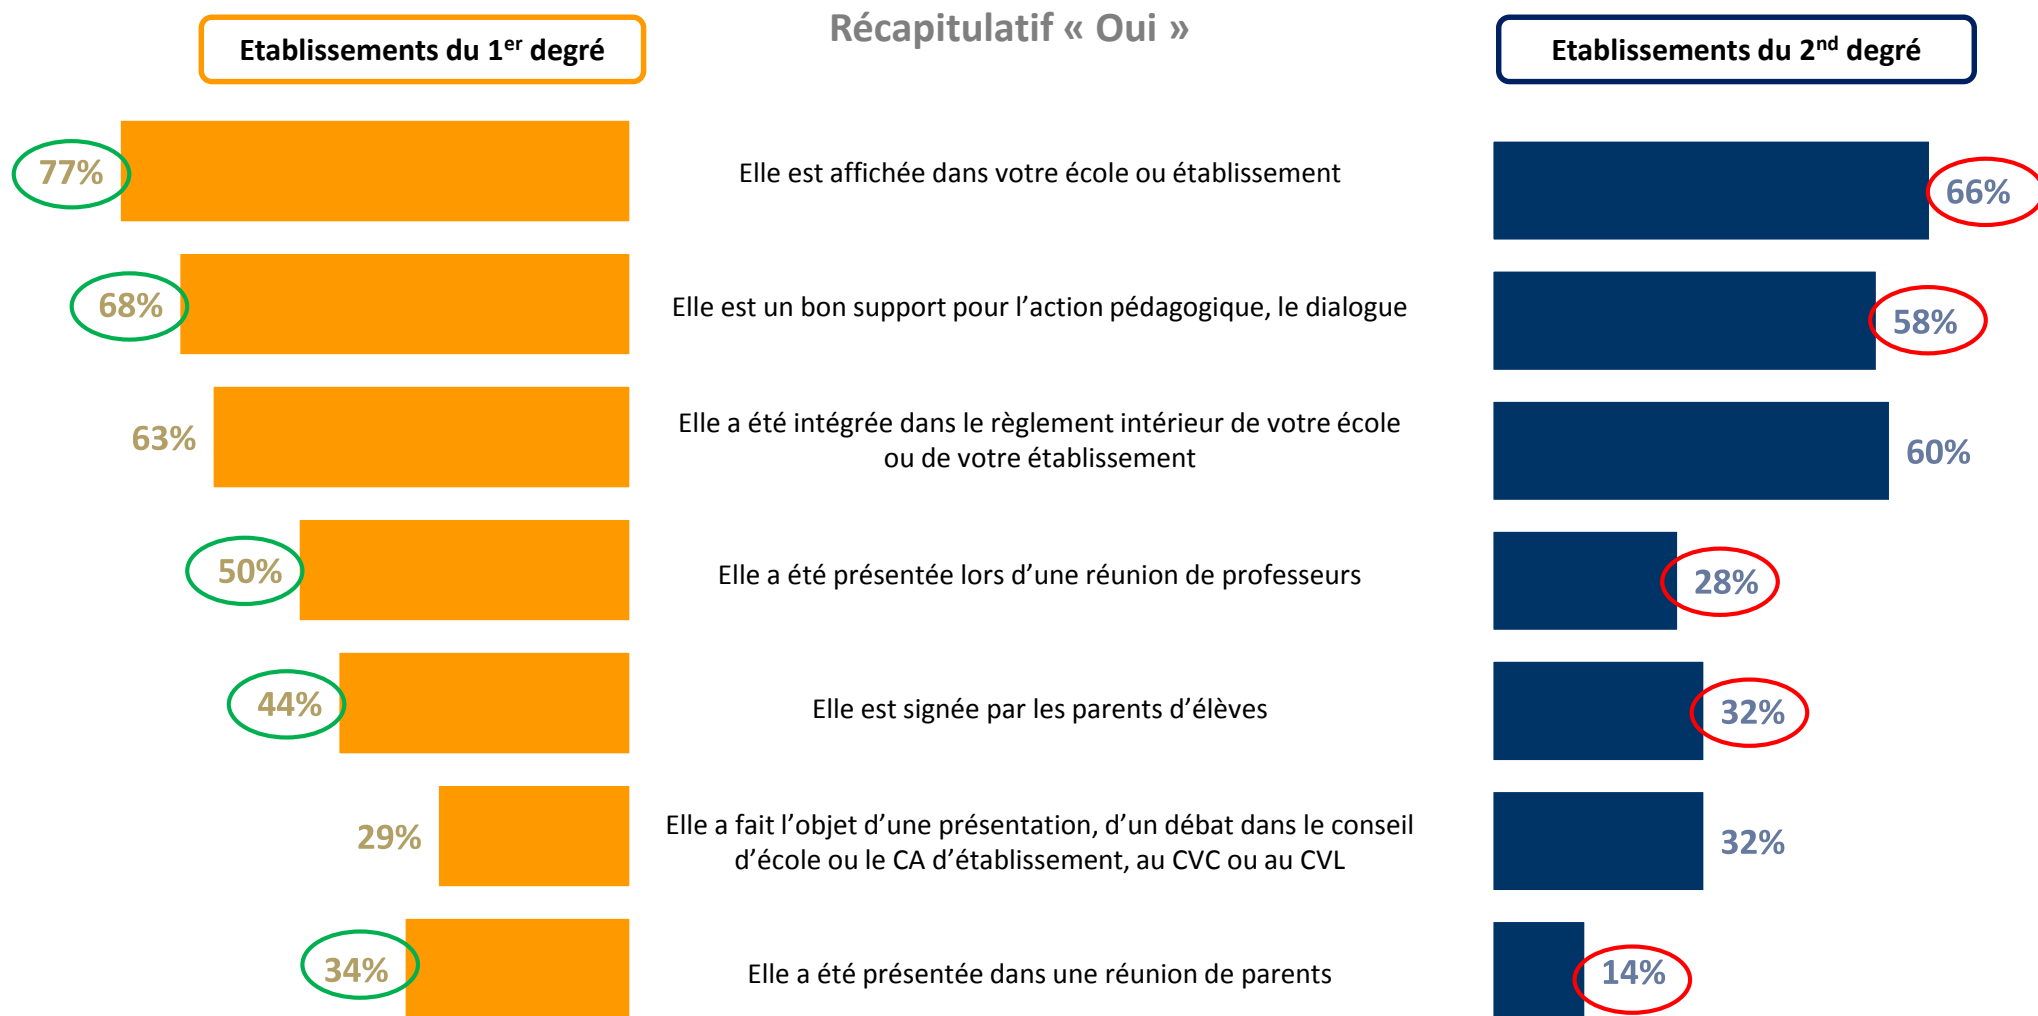 Récapitulatif « Oui »
Etablissements du 1er degré
Etablissements du 2nd degré
77%
Elle est affichée dans votre école ou établissement
66%
68%
Elle est un bon support pour l’action pédagogique, le dialogue
58%
63%
Elle a été intégrée dans le règlement intérieur de votre école
ou de votre établissement
60%
50%
Elle a été présentée lors d’une réunion de professeurs
28%
44%
Elle est signée par les parents d’élèves
32%
29%
Elle a fait l’objet d’une présentation, d’un débat dans le conseil
d’école ou le CA d’établissement, au CVC ou au CVL
32%
34%
Elle a été présentée dans une réunion de parents
14%